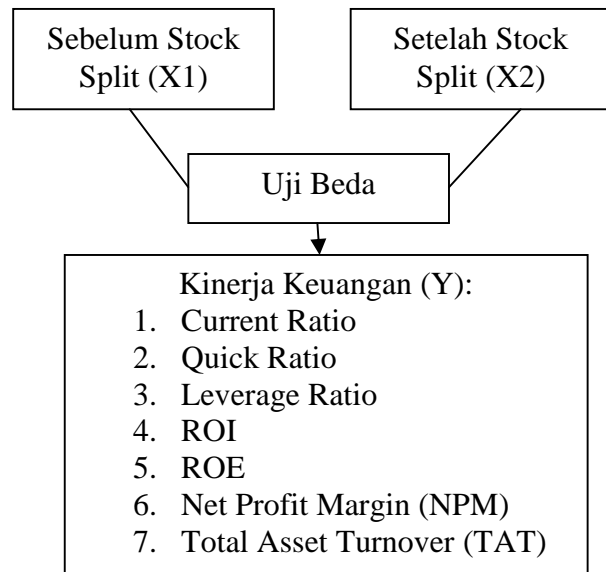 Sebelum Stock
Split (X1)
Setelah Stock
Split (X2)
Uji Beda
Kinerja Keuangan (Y):
1. Current Ratio
2. Quick Ratio
3. Leverage Ratio
4. ROI
5. ROE
6. Net Profit Margin (NPM)
7. Total Asset Turnover (TAT)